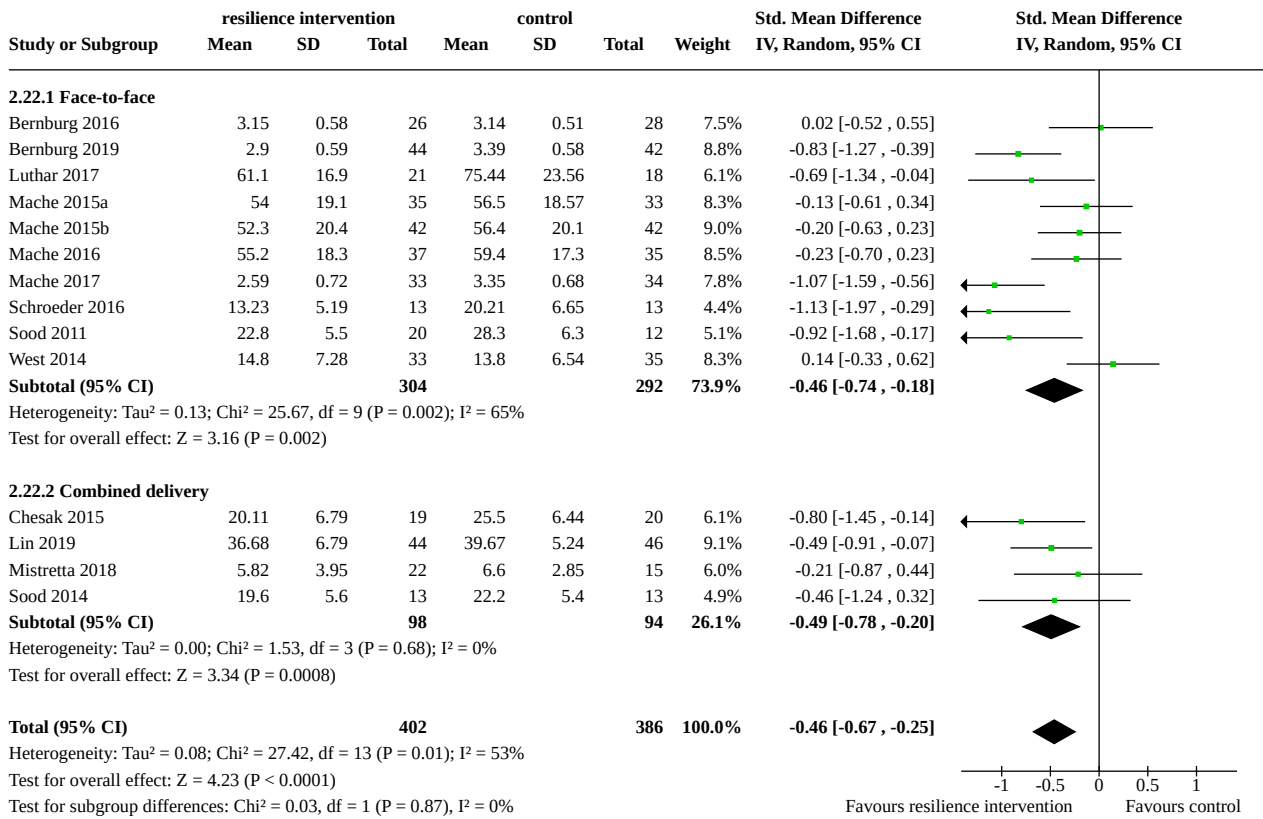 resilience intervention control Std. Mean Difference Std. Mean Difference
Study or Subgroup Mean SD Total Mean SD Total Weight IV, Random, 95% CI IV, Random, 95% CI
2.22.1 Face-to-face
Bernburg 2016 3.15 0.58 26 3.14 0.51 28 7.5% 0.02 [-0.52 , 0.55]
Bernburg 2019 2.9 0.59 44 3.39 0.58 42 8.8% -0.83 [-1.27 , -0.39]
Luthar 2017 61.1 16.9 21 75.44 23.56 18 6.1% -0.69 [-1.34 , -0.04]
Mache 2015a 54 19.1 35 56.5 18.57 33 8.3% -0.13 [-0.61 , 0.34]
Mache 2015b 52.3 20.4 42 56.4 20.1 42 9.0% -0.20 [-0.63 , 0.23]
Mache 2016 55.2 18.3 37 59.4 17.3 35 8.5% -0.23 [-0.70 , 0.23]
Mache 2017 2.59 0.72 33 3.35 0.68 34 7.8% -1.07 [-1.59 , -0.56]
Schroeder 2016 13.23 5.19 13 20.21 6.65 13 4.4% -1.13 [-1.97 , -0.29]
Sood 2011 22.8 5.5 20 28.3 6.3 12 5.1% -0.92 [-1.68 , -0.17]
West 2014 14.8 7.28 33 13.8 6.54 35 8.3% 0.14 [-0.33 , 0.62]
Subtotal (95% CI) 304 292 73.9% -0.46 [-0.74 , -0.18]
Heterogeneity: Tau² = 0.13; Chi² = 25.67, df = 9 (P = 0.002); I² = 65%
Test for overall effect: Z = 3.16 (P = 0.002)
2.22.2 Combined delivery
Chesak 2015 20.11 6.79 19 25.5 6.44 20 6.1% -0.80 [-1.45 , -0.14]
Lin 2019 36.68 6.79 44 39.67 5.24 46 9.1% -0.49 [-0.91 , -0.07]
Mistretta 2018 5.82 3.95 22 6.6 2.85 15 6.0% -0.21 [-0.87 , 0.44]
Sood 2014 19.6 5.6 13 22.2 5.4 13 4.9% -0.46 [-1.24 , 0.32]
Subtotal (95% CI) 98 94 26.1% -0.49 [-0.78 , -0.20]
Heterogeneity: Tau² = 0.00; Chi² = 1.53, df = 3 (P = 0.68); I² = 0%
Test for overall effect: Z = 3.34 (P = 0.0008)
Total (95% CI) 402 386 100.0% -0.46 [-0.67 , -0.25]
Heterogeneity: Tau² = 0.08; Chi² = 27.42, df = 13 (P = 0.01); I² = 53%
Test for overall effect: Z = 4.23 (P < 0.0001) -1 -0.5 0 0.5 1
Test for subgroup differences: Chi² = 0.03, df = 1 (P = 0.87), I² = 0% Favours resilience intervention Favours control